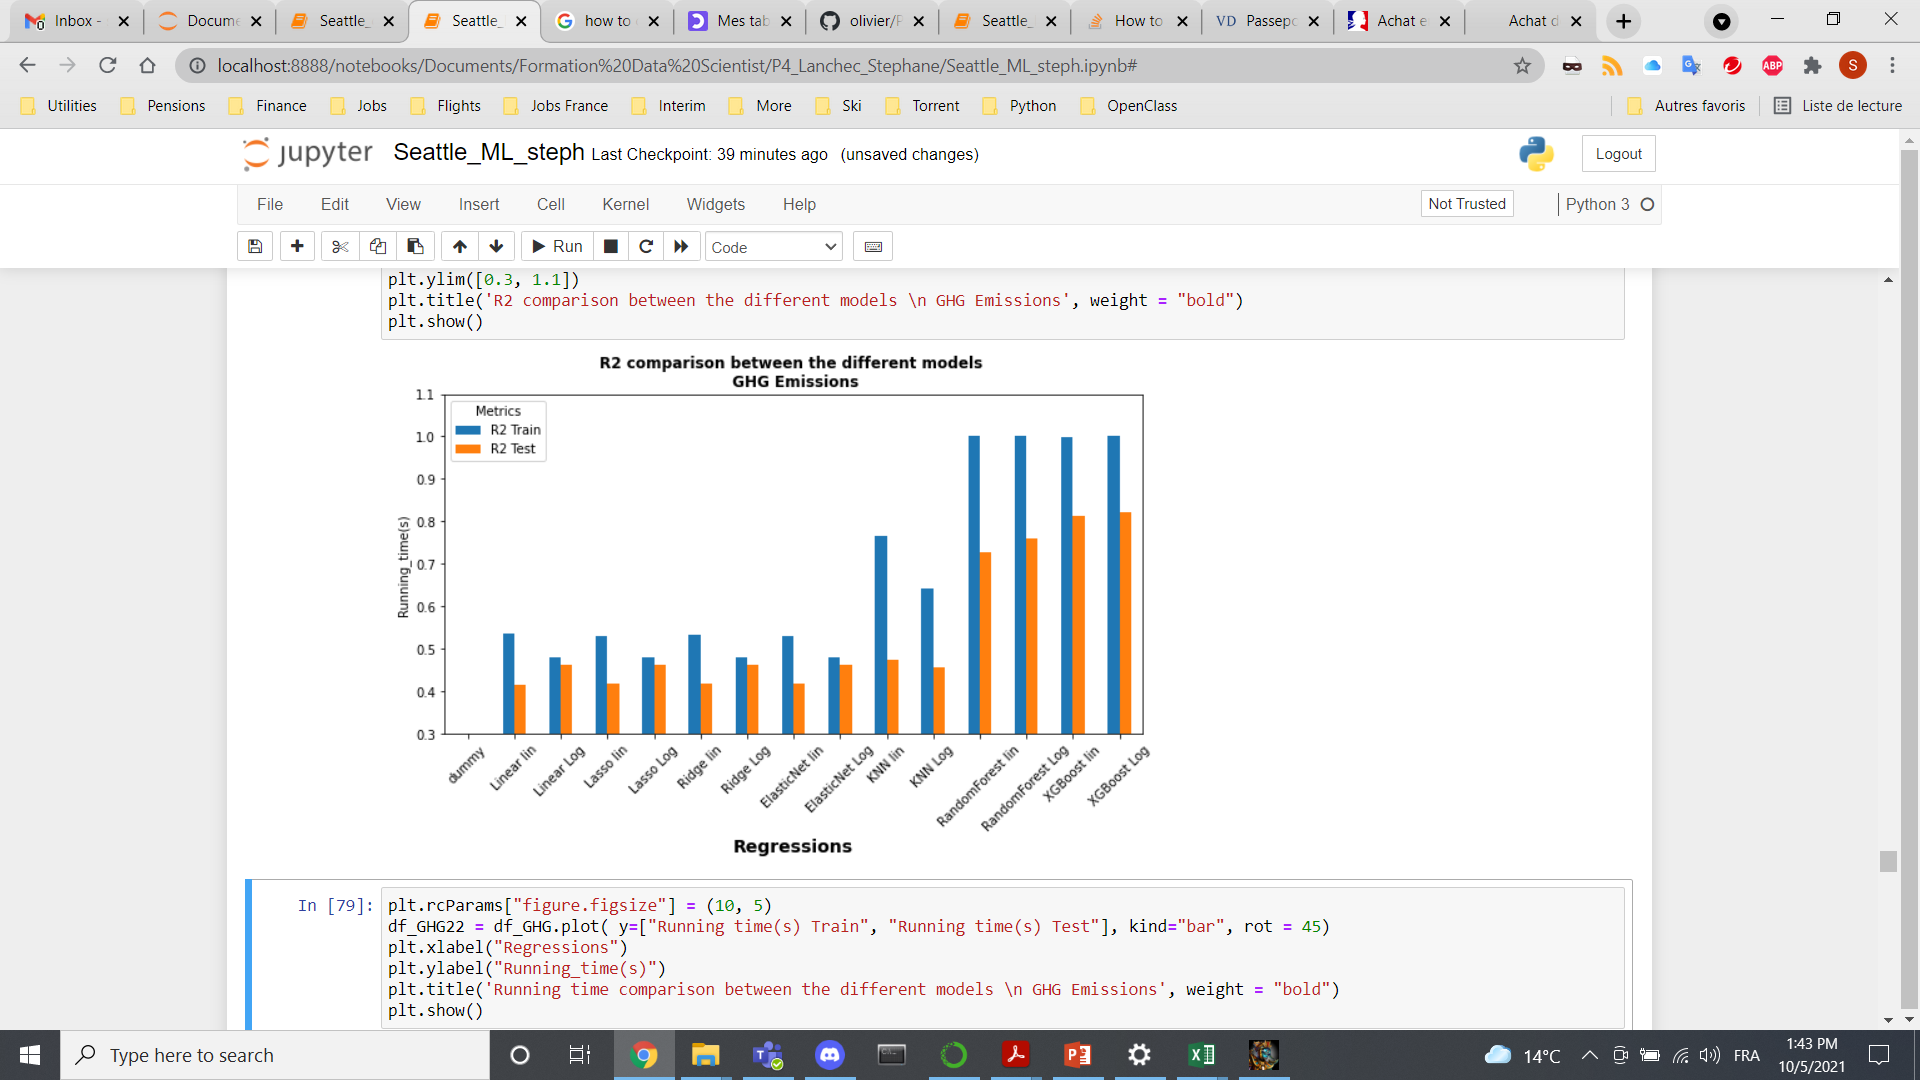 Inbox -
Docume
Seattle_
Seattle_
how to
Mes tab
olivier/P
Seattle_
How to
VD Passepo
Achat e
Achat d
localhost:8888/notebooks/Documents/Formation%20Data%20Scientist/P4_Lanchec_Stephane/Seattle_ML_steph.ipynb#
ABP
S
Utilities
Pensions
Finance
Jobs
Flights
Jobs France
Interim
More
Ski
Torrent
Python
OpenClass
Autres favoris
Liste de lecture
jupyter Seattle_ML_steph Last Checkpoint: 39 minutes ago (unsaved changes)
Logout
File Edit View Insert Cell Kernel Widgets Help
Not Trusted
Python 3
Run
Code
plt.ylim([0.3, 1.1])
plt.title('R2 comparison between the different models \n GHG Emissions', weight = "bold")
plt.show()
R2 comparison between the different models
GHG Emissions
Metrics
R2 Train
R2 Test
1.1
1.0
0.9
0.8
0.7
0.6
0.5
0.4
0.3
Running_time(s)
dummy
Linear lin
Linear Log
Lasso lin
Lasso Log
Ridge lin
Ridge Log
ElasticNet lin
ElasticNet Log
KNN lin
KNN Log
RandomForest lin
RandomForest Log
XGBoost lin
XGBoost Log
Regressions
In [79]:
plt.rcParams["figure.figsize"] = (10, 5)
df_GHG22 = df_GHG.plot( y=["Running time(s) Train", "Running time(s) Test"], kind="bar", rot = 45)
plt.xlabel("Regressions")
plt.ylabel("Running_time(s)")
plt.title('Running time comparison between the different models \n GHG Emissions', weight = "bold")
plt.show()
Type here to search
14°C
FRA
1:43 PM
10/5/2021